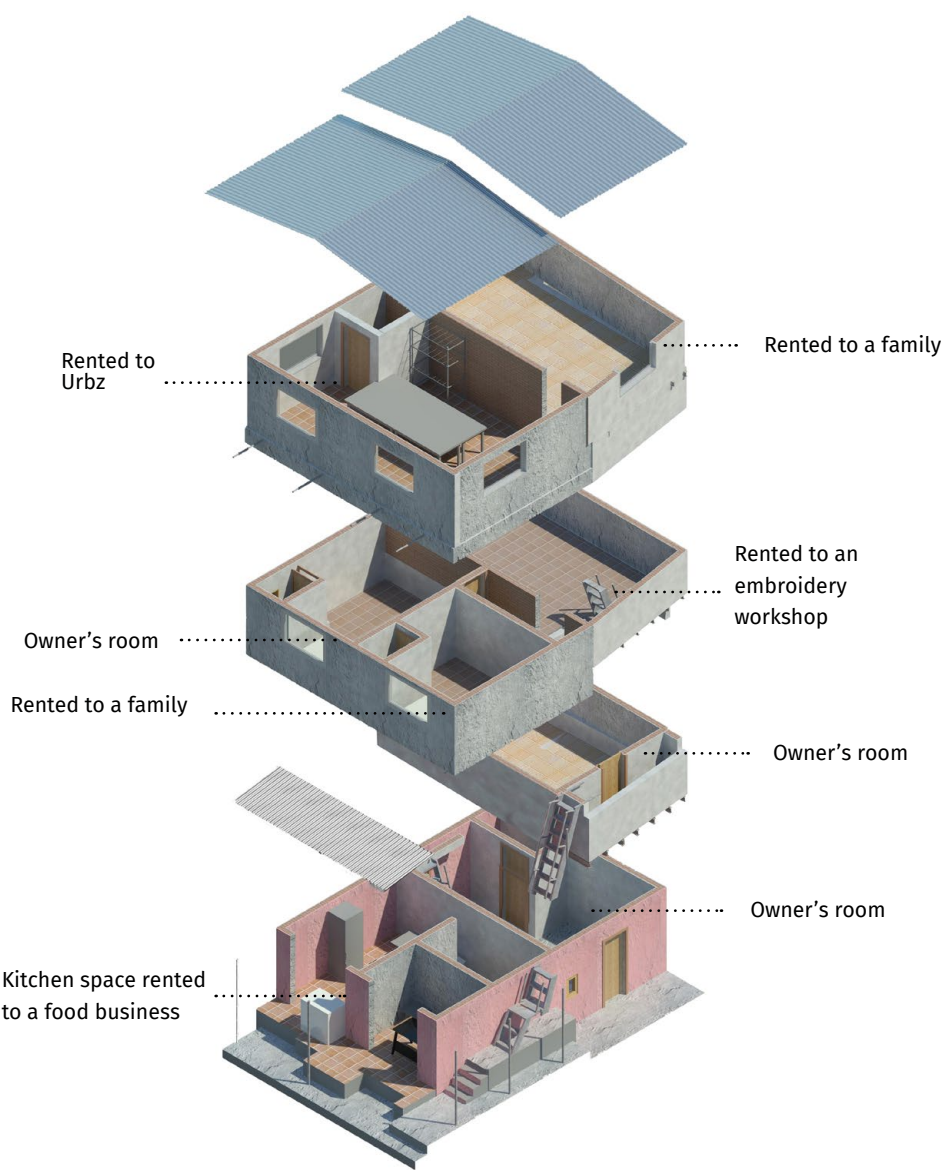 Rented to a family
Rented to
Urbz
Rented to an
embroidery
workshop
Owner’s room
Rented to a family
Owner’s room
Owner’s room
Kitchen space rented
to a food business